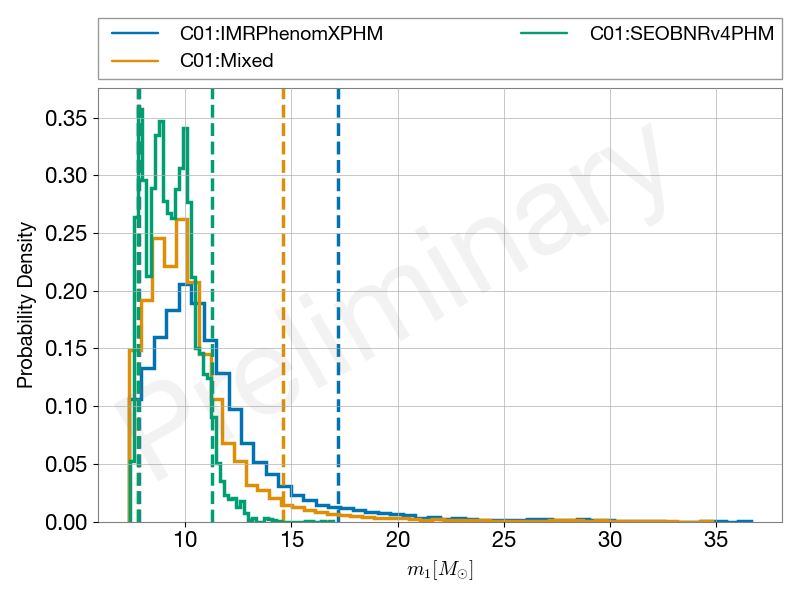 C01:IMRPhenomXPHM
C01:Mixed
C01:SEOBNRv4PHM
0.35
0.30
0.25
0.20
0.15
0.10
0.05
0.00
Probability Density
Preliminary
10 15 20 25 30 35
m₁[M☉]